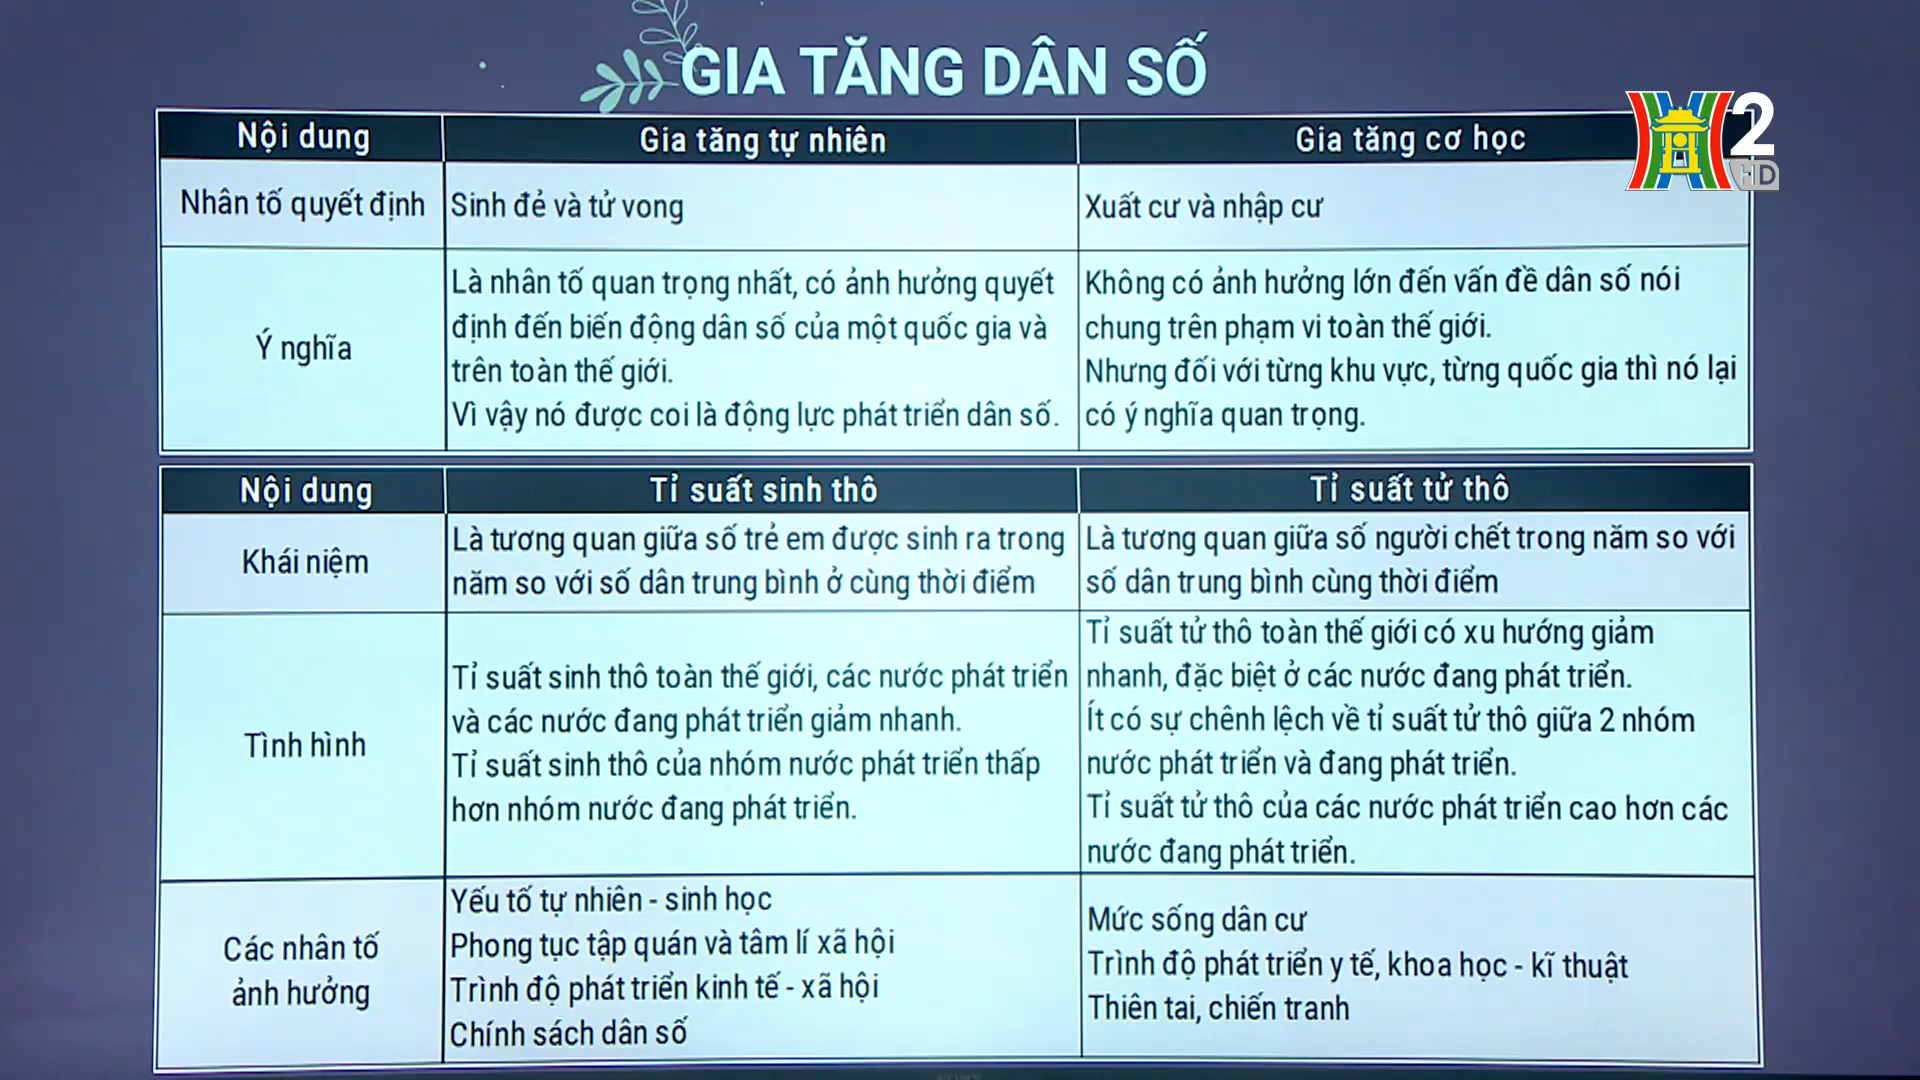 GIA TĂNG DÂN SỐ
2
HD
Nội dung
Gia tăng tự nhiên
Gia tăng cơ học
Nhân tố quyết định
Sinh đẻ và tử vong
Xuất cư và nhập cư
Ý nghĩa
Là nhân tố quan trọng nhất, có ảnh hưởng quyết
định đến biến động dân số của một quốc gia và
trên toàn thế giới.
Vì vậy nó được coi là động lực phát triển dân số.
Không có ảnh hưởng lớn đến vấn đề dân số nói
chung trên phạm vi toàn thế giới.
Nhưng đối với từng khu vực, từng quốc gia thì nó lại
có ý nghĩa quan trọng.
Nội dung
Tỉ suất sinh thô
Tỉ suất tử thô
Khái niệm
Là tương quan giữa số trẻ em được sinh ra trong
năm so với số dân trung bình ở cùng thời điểm
Là tương quan giữa số người chết trong năm so với
số dân trung bình cùng thời điểm
Tình hình
Tỉ suất sinh thô toàn thế giới, các nước phát triển
và các nước đang phát triển giảm nhanh.
Tỉ suất sinh thô của nhóm nước phát triển thấp
hơn nhóm nước đang phát triển.
Tỉ suất tử thô toàn thế giới có xu hướng giảm
nhanh, đặc biệt ở các nước đang phát triển.
Ít có sự chênh lệch về tỉ suất tử thô giữa 2 nhóm
nước phát triển và đang phát triển.
Tỉ suất tử thô của các nước phát triển cao hơn các
nước đang phát triển.
Các nhân tố
ảnh hưởng
Yếu tố tự nhiên - sinh học
Phong tục tập quán và tâm lí xã hội
Trình độ phát triển kinh tế - xã hội
Chính sách dân số
Mức sống dân cư
Trình độ phát triển y tế, khoa học - kĩ thuật
Thiên tai, chiến tranh